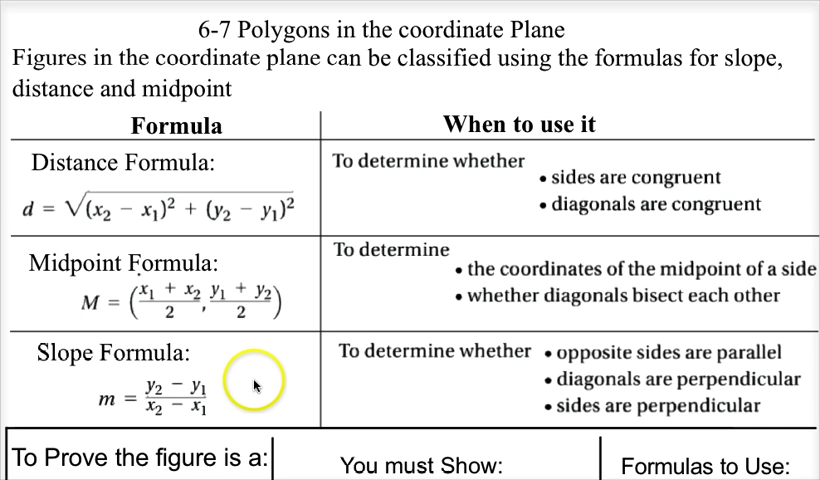 6-7 Polygons in the coordinate Plane
Figures in the coordinate plane can be classified using the formulas for slope,
distance and midpoint
Formula
When to use it
Distance Formula:
d = √(x₂ − x₁)² + (y₂ − y₁)²
To determine whether
• sides are congruent
• diagonals are congruent
Midpoint Formula:
M = (x₁ + x₂/2, y₁ + y₂/2)
To determine
• the coordinates of the midpoint of a side
• whether diagonals bisect each other
Slope Formula:
m = y₂ − y₁/x₂ − x₁
To determine whether • opposite sides are parallel
• diagonals are perpendicular
• sides are perpendicular
To Prove the figure is a:
You must Show:
Formulas to Use: